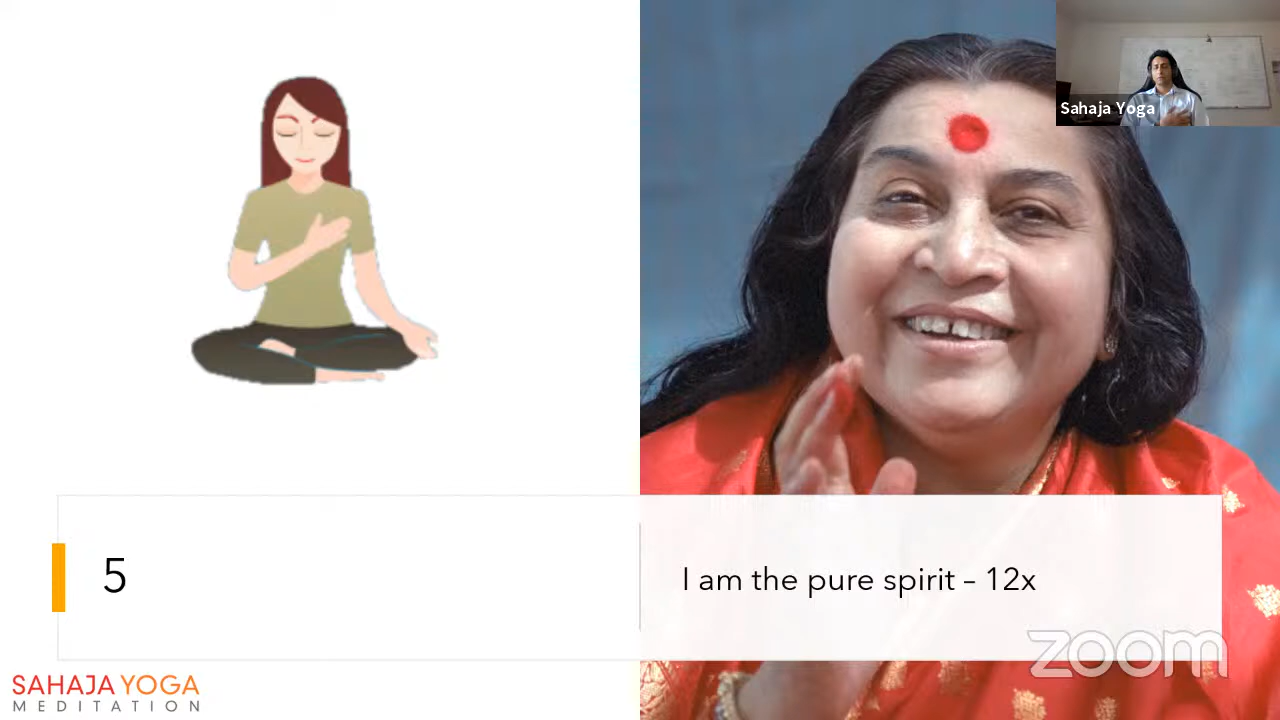 Sahaja Yoga
5
I am the pure spirit – 12x
zoom
SAHAJA YOGA
MEDITATION